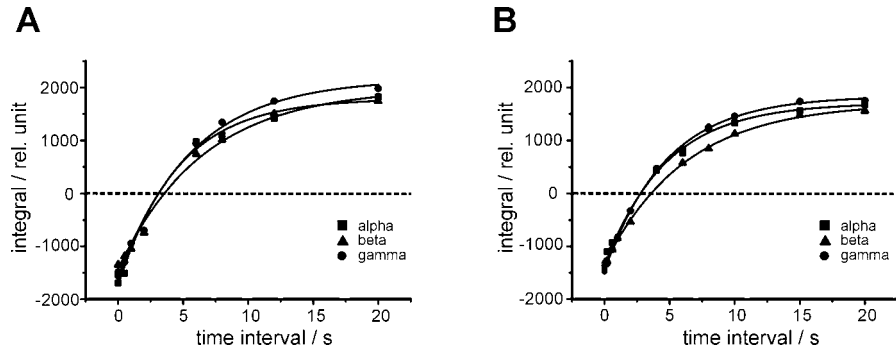 A
integral / rel. unit
2000
1000
0
-1000
-2000
alpha
beta
gamma
0
5
10
15
20
time interval / s
B
integral / rel. unit
2000
1000
0
-1000
-2000
alpha
beta
gamma
0
5
10
15
20
time interval / s